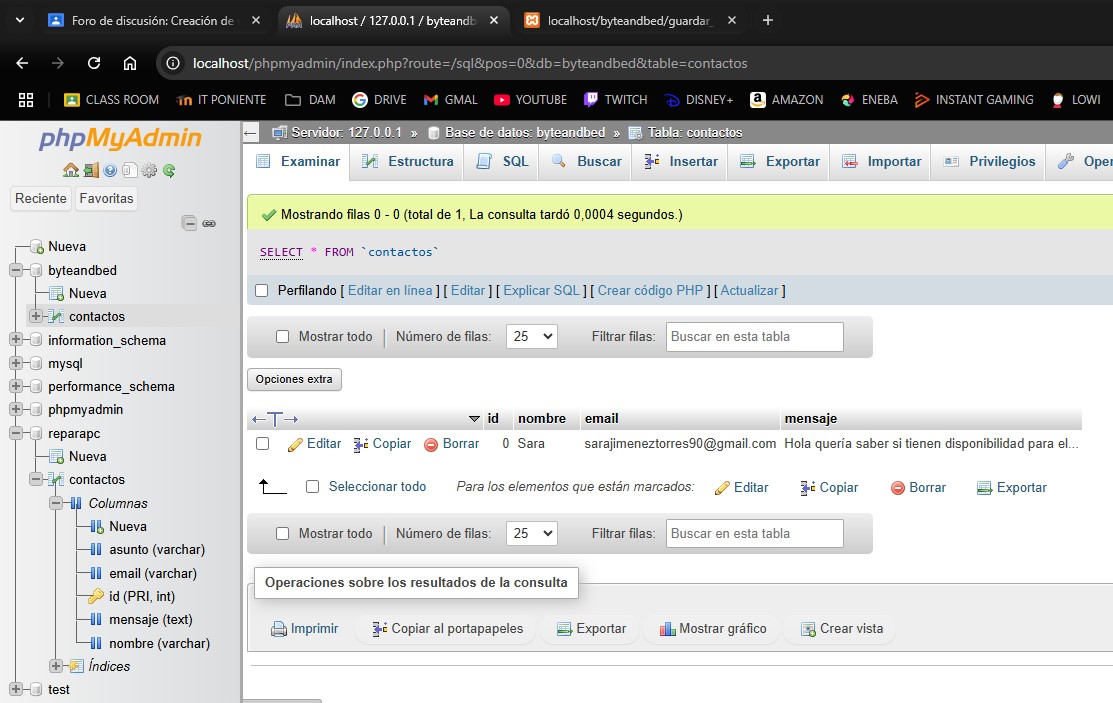 Foro de discusión: Creación de
localhost / 127.0.0.1 / byteandb
localhost/byteandbed/guardar_
localhost/phpmyadmin/index.php?route=/sql&pos=0&db=byteandbed&table=contactos
CLASS ROOM IT PONIENTE DAM DRIVE GMAL YOUTUBE TWITCH DISNEY+ AMAZON ENEBA INSTANT GAMING LOWI
phpMyAdmin
Reciente Favoritas
Nueva
byteandbed
Nueva
contactos
information_schema
mysql
performance_schema
phpmyadmin
reparapc
Nueva
contactos
Columnas
Nueva
asunto (varchar)
email (varchar)
id (PRI, int)
mensaje (text)
nombre (varchar)
Índices
test
Servidor: 127.0.0.1 » Base de datos: byteandbed » Tabla: contactos
Examinar Estructura SQL Buscar Insertar Exportar Importar Privilegios Oper
Mostrando filas 0 - 0 (total de 1, La consulta tardó 0,0004 segundos.)
SELECT * FROM `contactos`
Perfilando [ Editar en línea ] [ Editar ] [ Explicar SQL ] [ Crear código PHP ] [ Actualizar ]
Mostrar todo Número de filas: 25 Filtrar filas: Buscar en esta tabla
Opciones extra
id nombre email mensaje
Editar Copiar Borrar 0 Sara sarajimeneztorres90@gmail.com Hola quería saber si tienen disponibilidad para el...
Seleccionar todo Para los elementos que están marcados: Editar Copiar Borrar Exportar
Mostrar todo Número de filas: 25 Filtrar filas: Buscar en esta tabla
Operaciones sobre los resultados de la consulta
Imprimir Copiar al portapapeles Exportar Mostrar gráfico Crear vista